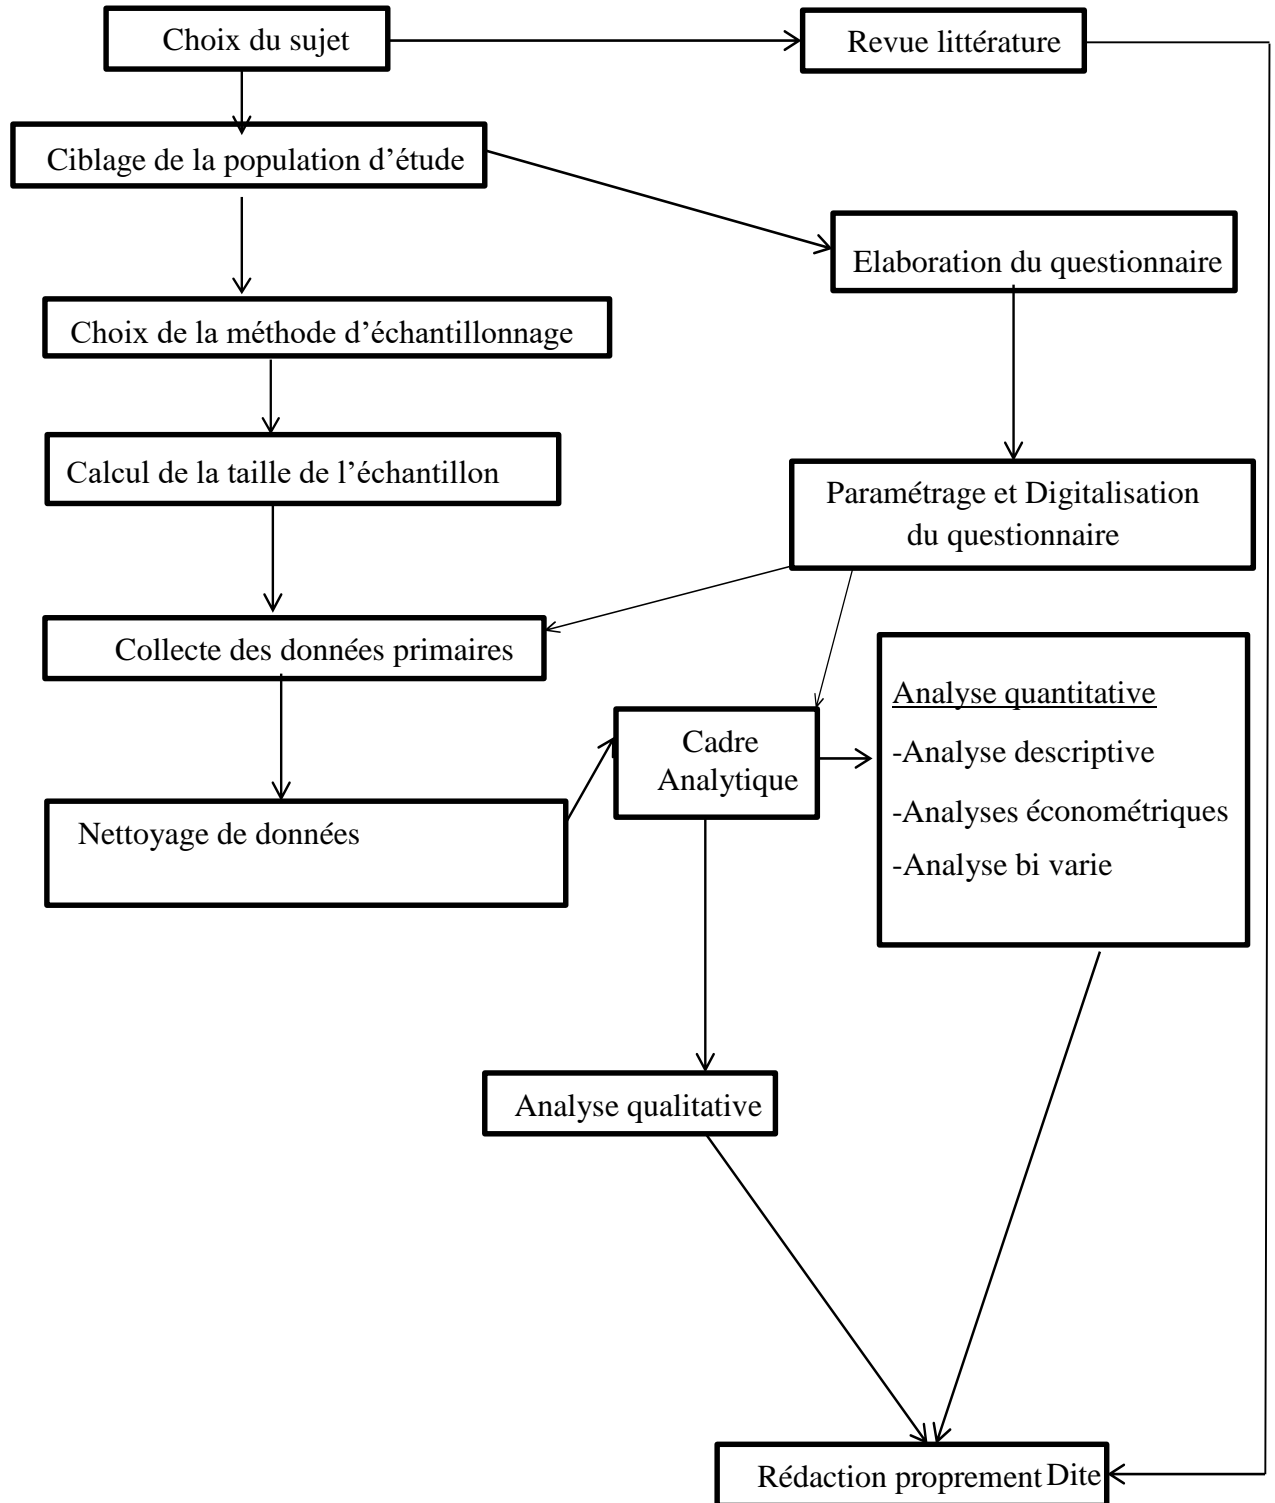 Choix du sujet
Revue littérature
Ciblage de la population d’étude
Elaboration du questionnaire
Choix de la méthode d’échantillonnage
Calcul de la taille de l’échantillon
Paramétrage et Digitalisation
du questionnaire
Collecte des données primaires
Cadre
Analytique
Analyse quantitative
-Analyse descriptive
-Analyses économétriques
-Analyse bi varie
Nettoyage de données
Analyse qualitative
Rédaction proprement Dite